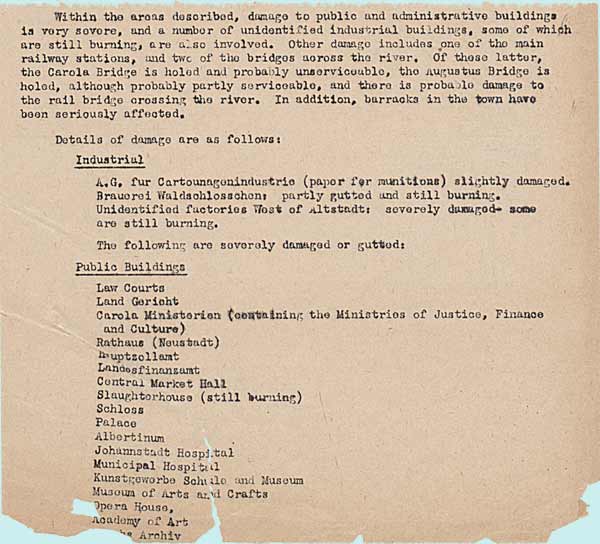 Within the areas described, damage to public and administrative buildings
is very severe, and a number of unidentified industrial buildings, some of which
are still burning, are also involved. Other damage includes one of the main
railway stations, and two of the bridges across the river. Of these latter,
the Carola Bridge is holed and probably unserviceable, the Augustus Bridge is
holed, although probably partly serviceable, and there is probable damage to
the rail bridge crossing the river. In addition, barracks in the town have
been seriously affected.
Details of damage are as follows:
Industrial
A.G. fur Cartounagenindustrie (paper for munitions) slightly damaged.
Brauerei Waldschlosschen: partly gutted and still burning.
Unidentified factories West of Altstadt: severely damaged- some
are still burning.
The following are severely damaged or gutted:
Public Buildings
Law Courts
Land Gericht
Carola Ministerien (containing the Ministries of Justice, Finance
and Culture)
Rathaus (Neustadt)
Hauptzollamt
Landesfinanzamt
Central Market Hall
Slaughterhouse (still burning)
Schloss
Palace
Albertinum
Johannstadt Hospital
Municipal Hospital
Kunstgewerbe Schule and Museum
Museum of Arts and Crafts
Opera House,
Academy of Art
Archiv